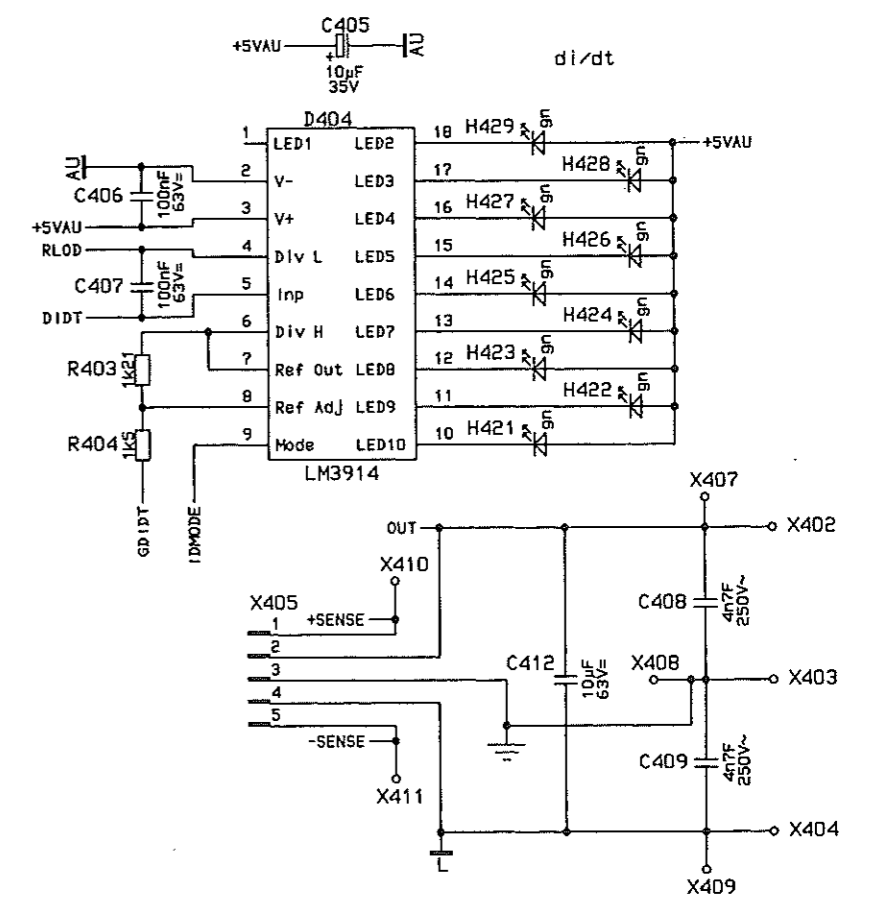 C405
+5VAU
AU
+
10µF
35V
di/dt
D404
1
LED1
LED2
18
H429
gn
+5VAU
AU
2
V-
LED3
17
H428
gn
C406
100nF
63V=
3
V+
LED4
16
H427
gn
+5VAU
RLOD
4
Div L
LED5
15
H426
gn
C407
100nF
63V=
5
Inp
LED6
14
H425
gn
DIDT
6
Div H
LED7
13
H424
gn
R403
1K21
7
Ref Out
LED8
12
H423
gn
8
Ref Adj
LED9
11
H422
gn
R404
1K5
9
Mode
LED10
10
H421
gn
LM3914
GDIDT
IDMODE
X407
OUT
X402
X410
X405
1
+SENSE
C408
4n7F
250V~
2
3
C412
10µF
63V=
X408
X403
4
5
-SENSE
C409
4n7F
250V~
X411
X404
L
X409